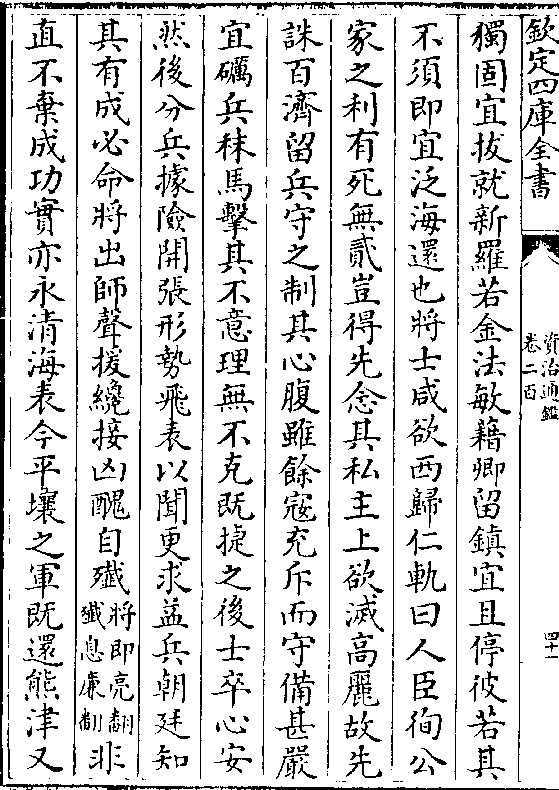 欽定四庫全書
資治通鑑
卷二百
四十
獨固宜拔就新羅若金法敏藉卿留鎮宜且停彼若其
不須即宜泛海還也將士咸欲西歸仁軌曰人臣徇公
家之利有死無貳豈得先念其私主上欲滅高麗故先
誅百濟留兵守之制其心腹雖餘寇充斥而守備甚嚴
宜礪兵秣馬擊其不意理無不克既捷之後士卒心安
然後分兵據險開張形勢飛表以聞更求益兵朝廷知
其有成必命將出師聲援纔接凶醜自殲將即亮翻殲息亷翻非
直不棄成功實亦永清海表今平壤之軍既還熊津又